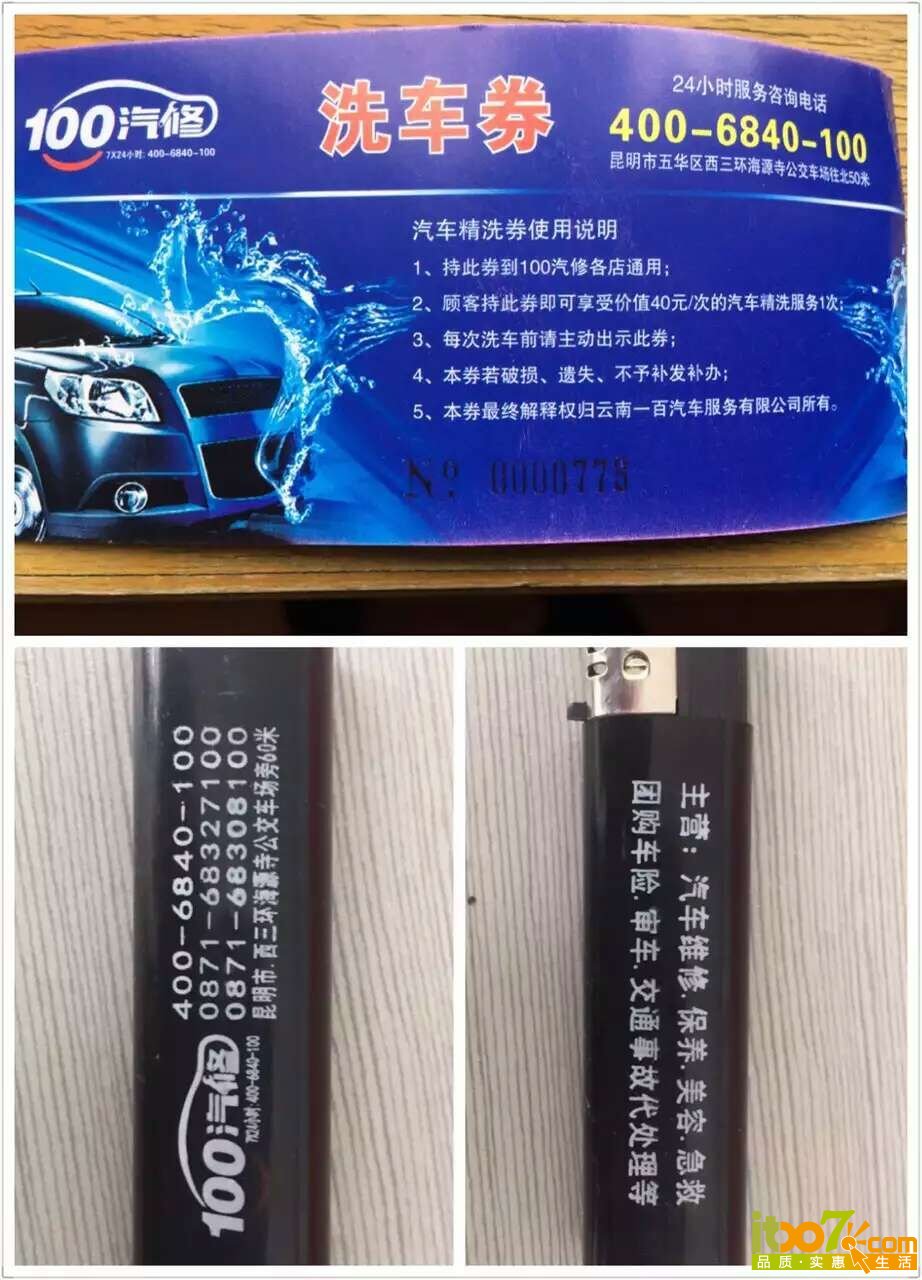 100汽修
7X24小时: 400-6840-100
洗车券
24小时服务咨询电话
400-6840-100
昆明市五华区西三环海源寺公交车场往北50米
汽车精洗券使用说明
1、持此券到100汽修各店通用；
2、顾客持此券即可享受价值40元/次的汽车精洗服务1次；
3、每次洗车前请主动出示此券；
4、本券若破损、遗失、不予补发补办；
5、本券最终解释权归云南一百汽车服务有限公司所有。
No 0000775
100汽修
7X24小时:400-6840-100
400-6840-100
0871-68327100
0871-68308100
昆明市.西三环海源寺公交车场旁60米
主营：汽车维修.保养.美容.急救
团购车险.审车.交通事故代处理等
itoo7.com
品质·实惠 生活